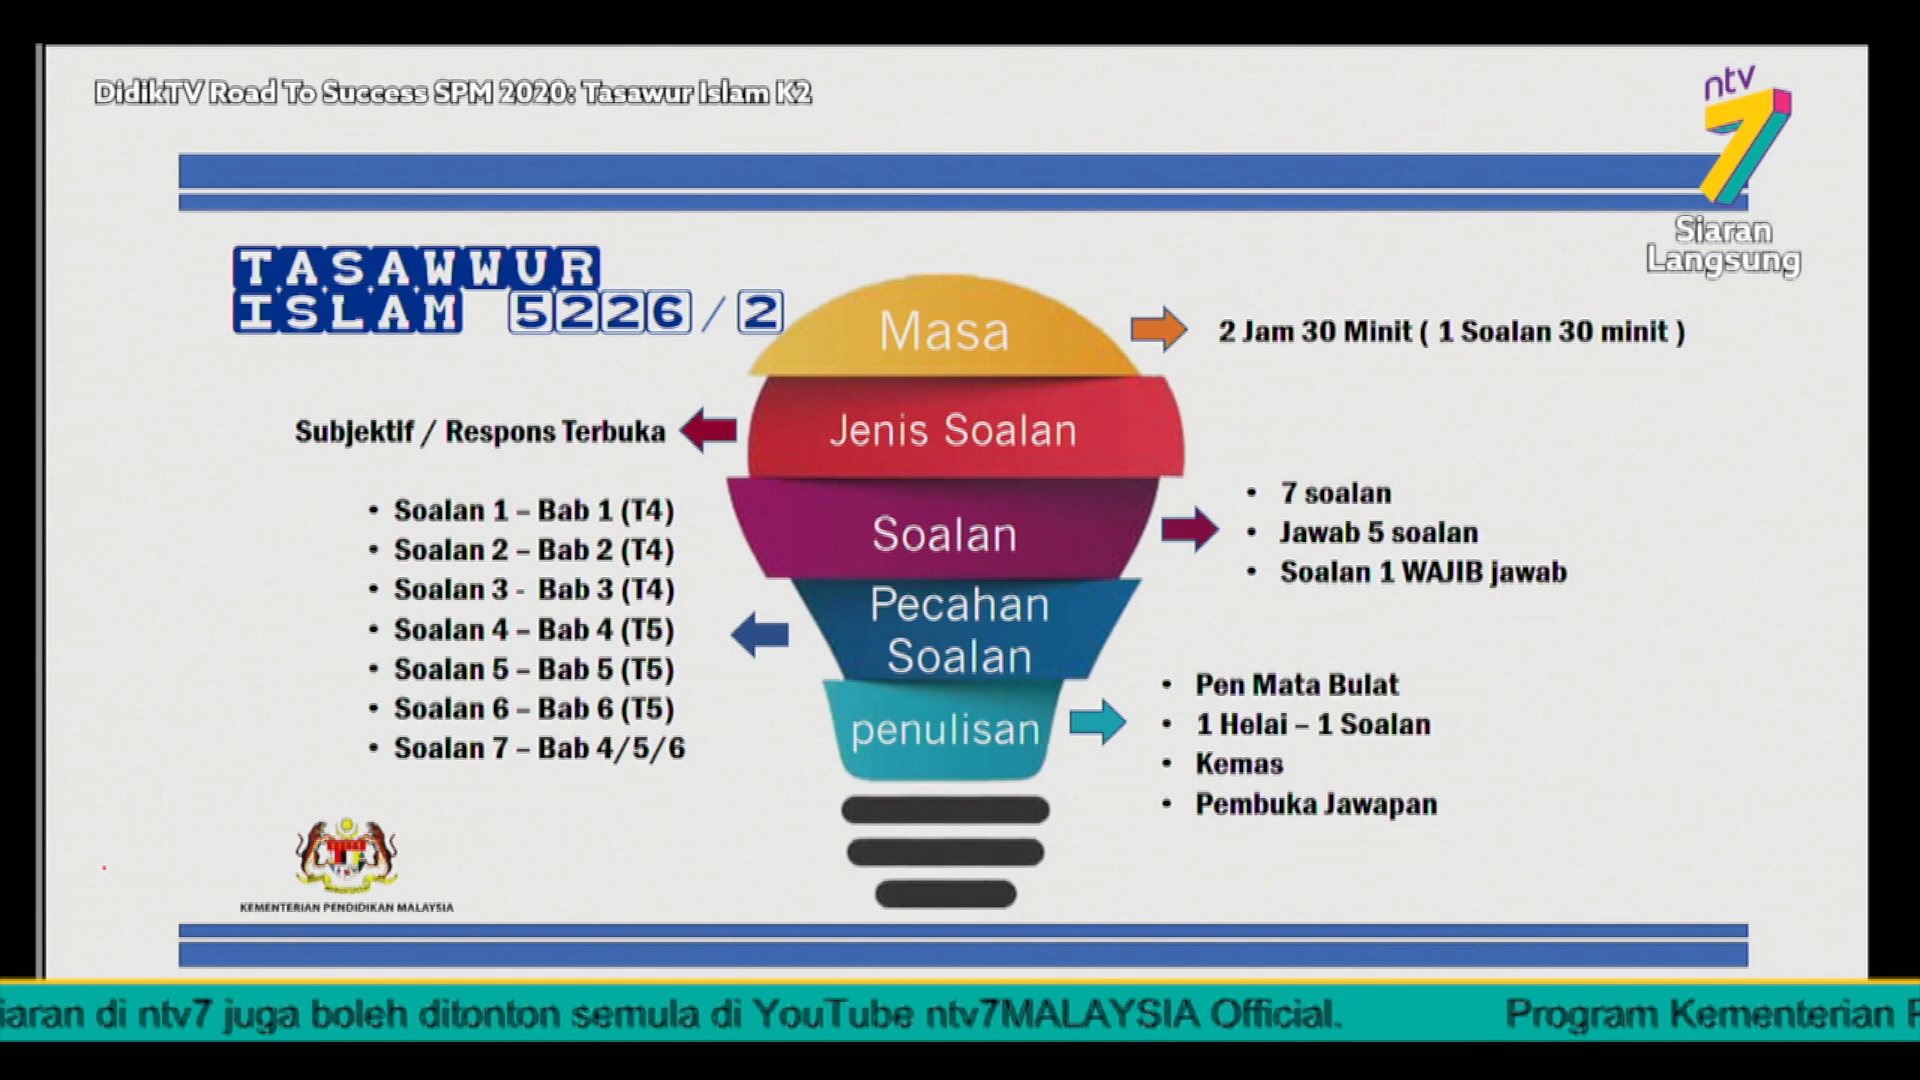 DidikTV Road To Success SPM 2020: Tasawur Islam K2
ntv
7
Siaran
Langsung
TASAWWUR
ISLAM 5226/2
Masa
2 Jam 30 Minit ( 1 Soalan 30 minit )
Subjektif / Respons Terbuka
Jenis Soalan
Soalan
• 7 soalan
• Jawab 5 soalan
• Soalan 1 WAJIB jawab
• Soalan 1 – Bab 1 (T4)
• Soalan 2 – Bab 2 (T4)
• Soalan 3 - Bab 3 (T4)
• Soalan 4 – Bab 4 (T5)
• Soalan 5 – Bab 5 (T5)
• Soalan 6 – Bab 6 (T5)
• Soalan 7 – Bab 4/5/6
Pecahan
Soalan
penulisan
• Pen Mata Bulat
• 1 Helai – 1 Soalan
• Kemas
• Pembuka Jawapan
KEMENTERIAN PENDIDIKAN MALAYSIA
iaran di ntv7 juga boleh ditonton semula di YouTube ntv7MALAYSIA Official. Program Kementerian P